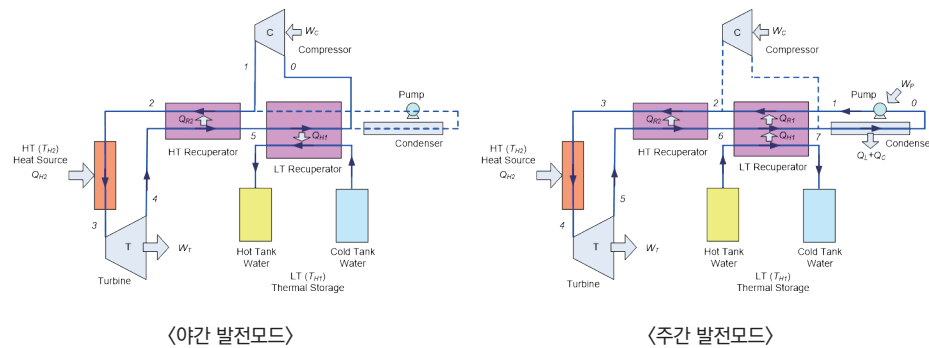 C
W_C
Compressor
1
0
2
Q_R2
HT Recuperator
5
Q_H1
LT Recuperator
Pump
Condenser
HT (T_H2)
Heat Source
Q_H2
4
3
T
W_T
Turbine
Hot Tank
Water
Cold Tank
Water
LT (T_H1)
Thermal Storage
〈야간 발전모드〉
C
W_C
Compressor
Pump
W_P
3
2
1
0
Q_R2
HT Recuperator
6
Q_R1
Q_H1
LT Recuperator
7
Condense
Q_L+Q_C
HT (T_H2)
Heat Source
Q_H2
5
4
T
W_T
Turbine
Hot Tank
Water
Cold Tank
Water
LT (T_H1)
Thermal Storage
〈주간 발전모드〉